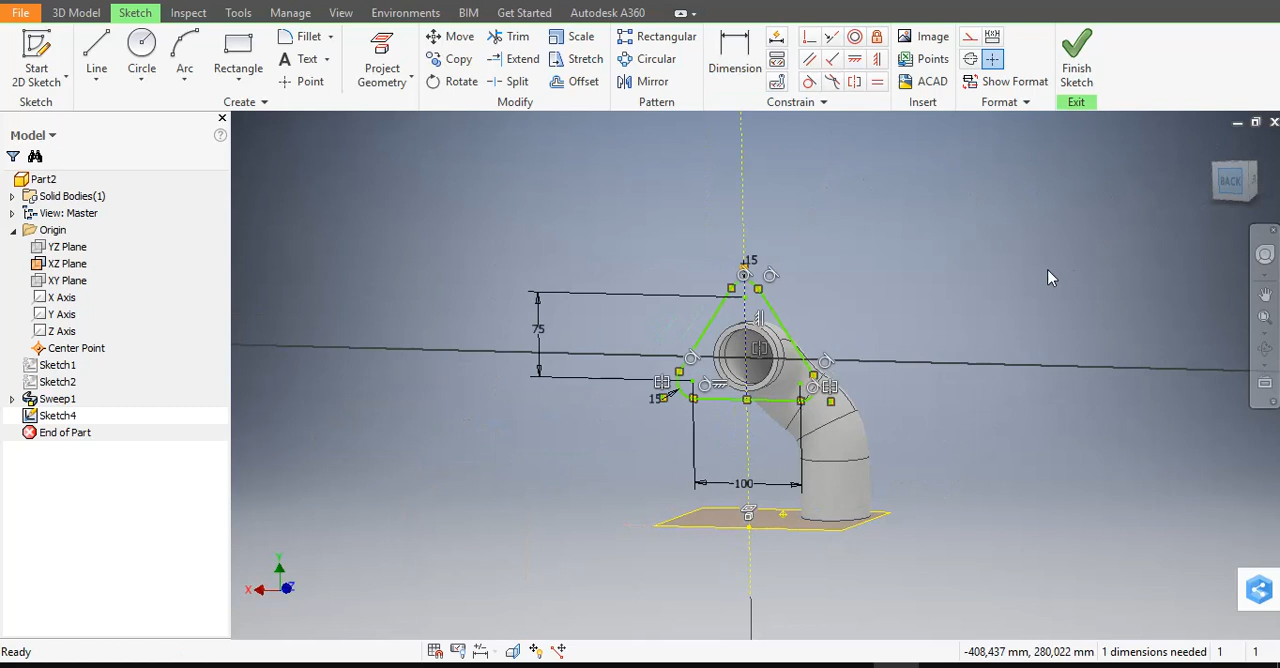 File 3D Model Sketch Inspect Tools Manage View Environments BIM Get Started Autodesk A360
Start
2D Sketch
Line
Circle
Arc
Rectangle
Fillet
Text
Point
Project
Geometry
Move
Copy
Rotate
Trim
Extend
Split
Scale
Stretch
Offset
Rectangular
Circular
Mirror
Dimension
Image
Points
ACAD
Show Format
Finish
Sketch
Sketch Create Modify Pattern Constrain Insert Format Exit
Model
Part2
Solid Bodies(1)
View: Master
Origin
YZ Plane
XZ Plane
XY Plane
X Axis
Y Axis
Z Axis
Center Point
Sketch1
Sketch2
Sweep1
Sketch4
End of Part
BACK
15
75
15
100
Y
X
Z
Ready
-408,437 mm, 280,022 mm 1 dimensions needed 1 1